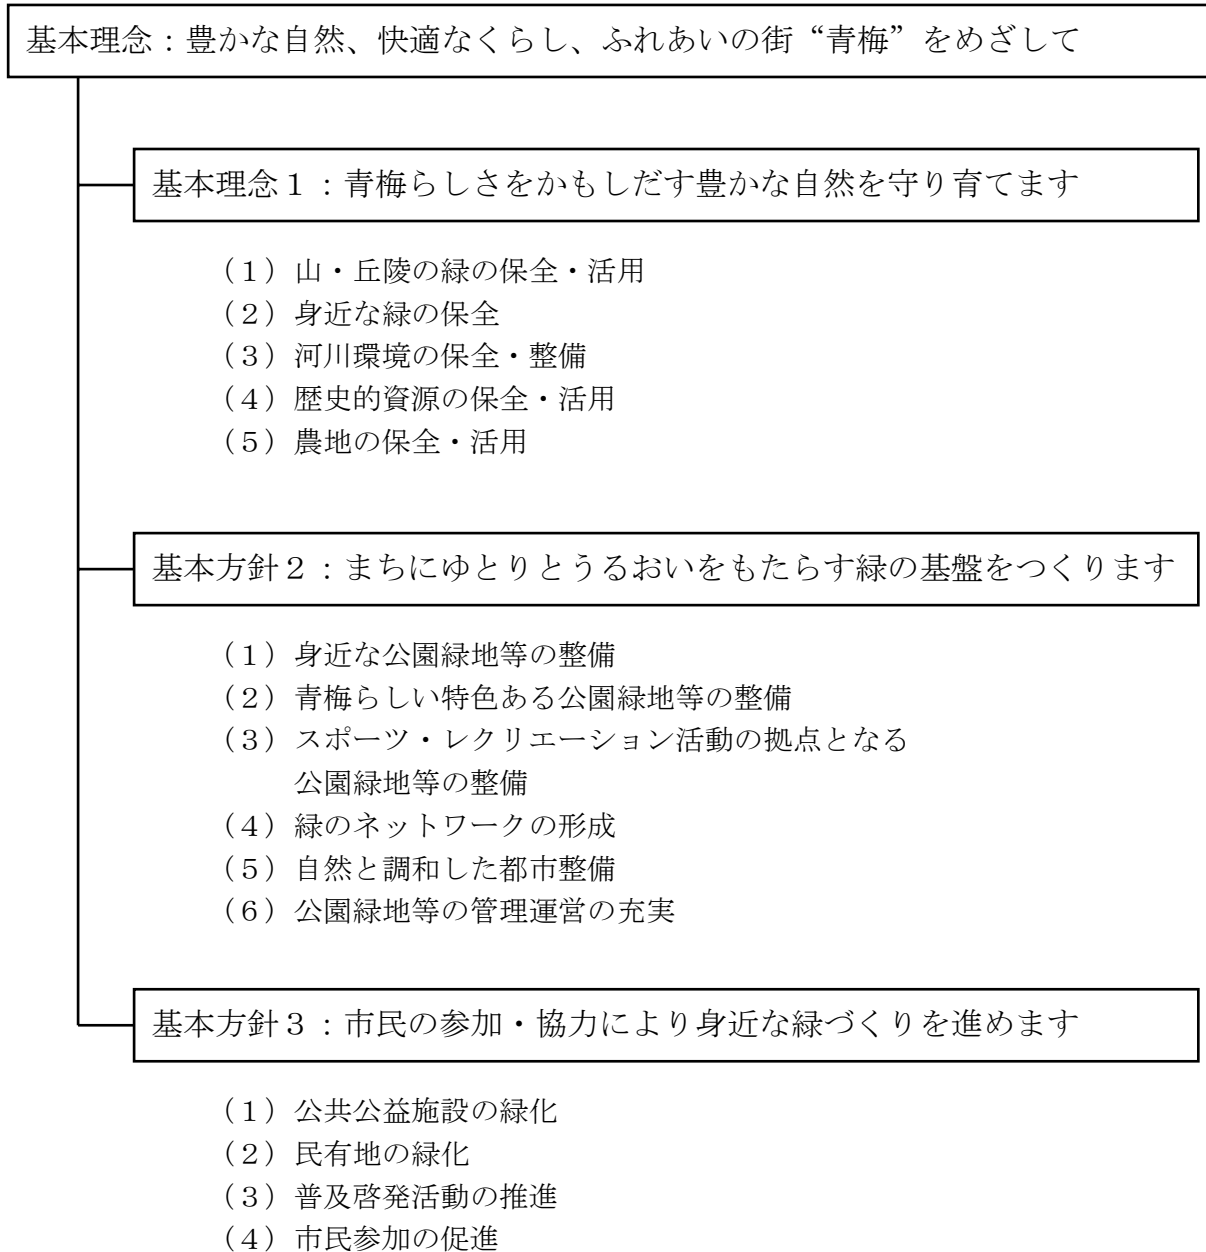 基本理念：豊かな自然、快適なくらし、ふれあいの街“青梅”をめざして
基本理念１：青梅らしさをかもしだす豊かな自然を守り育てます
（１）山・丘陵の緑の保全・活用
（２）身近な緑の保全
（３）河川環境の保全・整備
（４）歴史的資源の保全・活用
（５）農地の保全・活用
基本方針２：まちにゆとりとうるおいをもたらす緑の基盤をつくります
（１）身近な公園緑地等の整備
（２）青梅らしい特色ある公園緑地等の整備
（３）スポーツ・レクリエーション活動の拠点となる
公園緑地等の整備
（４）緑のネットワークの形成
（５）自然と調和した都市整備
（６）公園緑地等の管理運営の充実
基本方針３：市民の参加・協力により身近な緑づくりを進めます
（１）公共公益施設の緑化
（２）民有地の緑化
（３）普及啓発活動の推進
（４）市民参加の促進